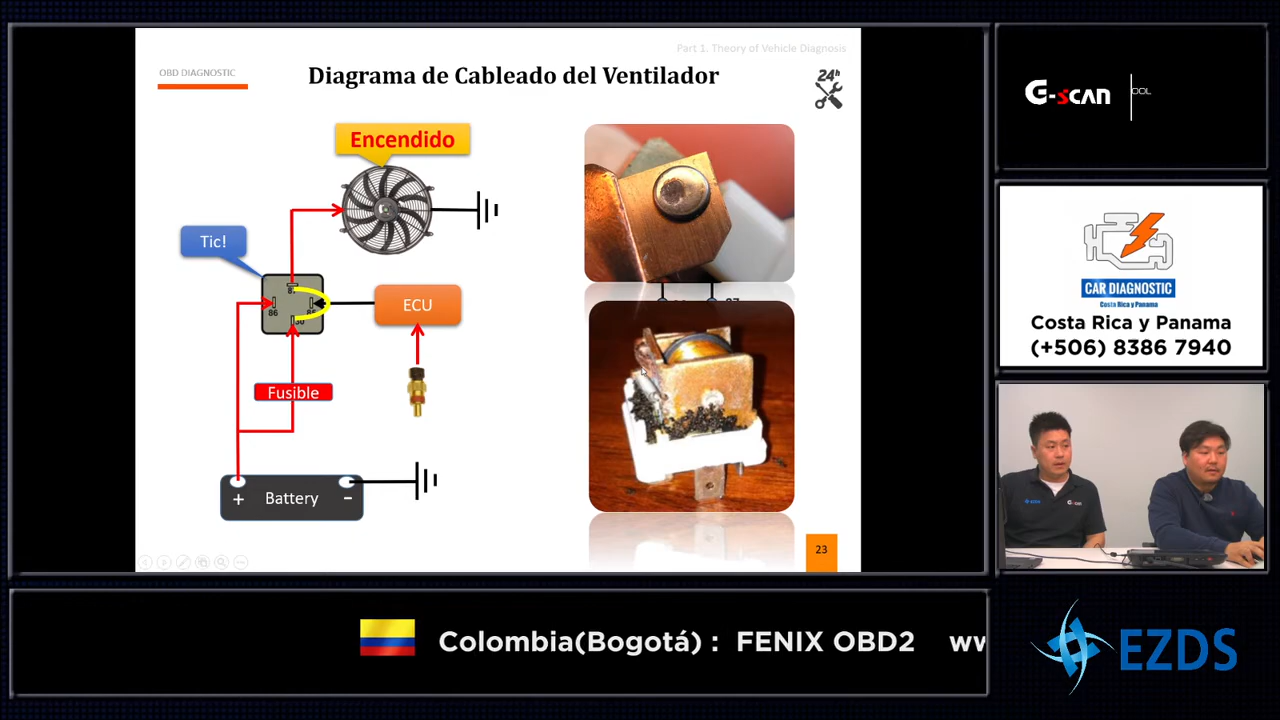 Part 1. Theory of Vehicle Diagnosis
OBD DIAGNOSTIC
Diagrama de Cableado del Ventilador
24h
Encendido
Tic!
86
30
ECU
Fusible
+
Battery
-
23
G-SCAN
OOL
CAR DIAGNOSTIC
Costa Rica y Panama
Costa Rica y Panama
(+506) 8386 7940
Colombia(Bogotá) : FENIX OBD2
EZDS